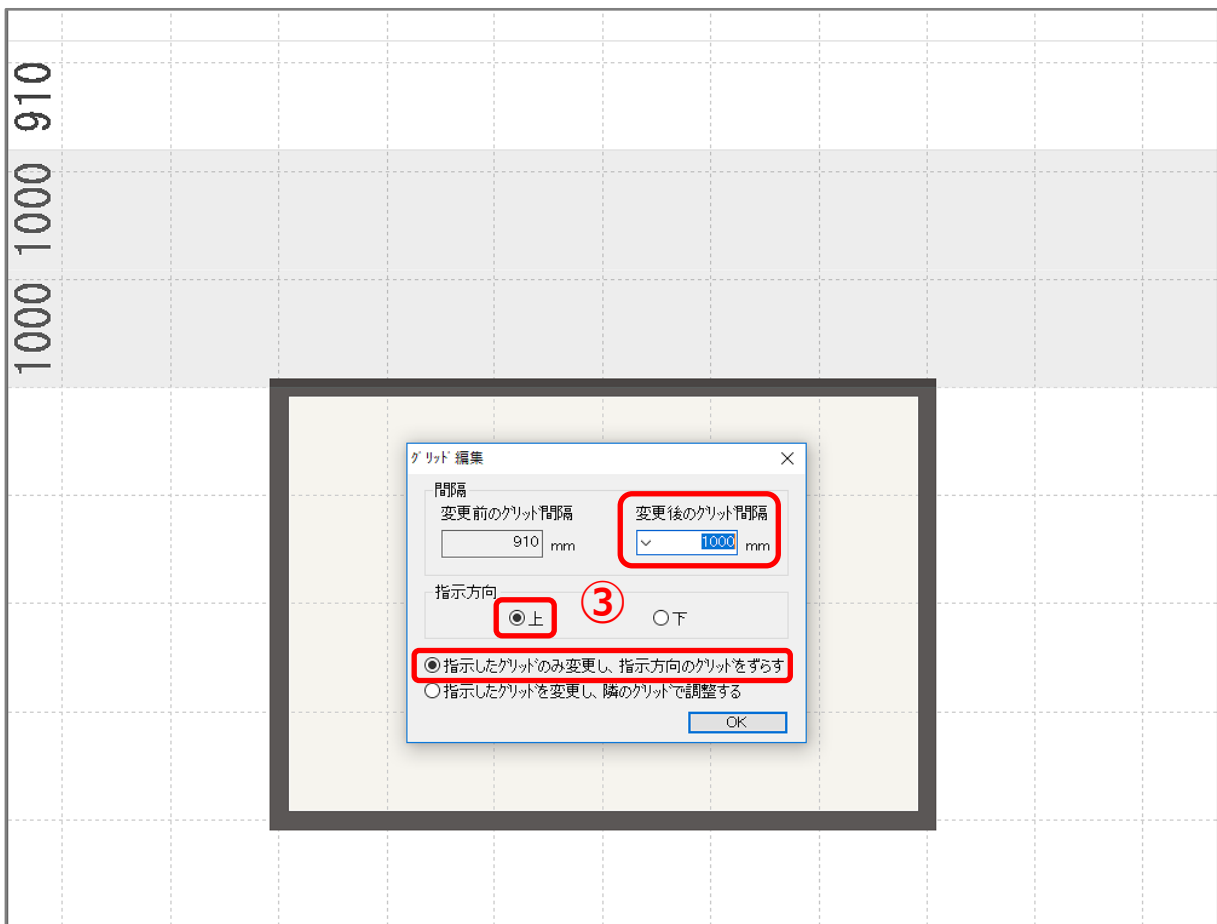 910
1000
1000
グリッド編集
間隔
変更前のグリッド間隔
変更後のグリッド間隔
910 mm
1000 mm
指示方向
上
③
下
指示したグリッドのみ変更し、指示方向のグリッドをずらす
指示したグリッドを変更し、隣のグリッドで調整する
OK